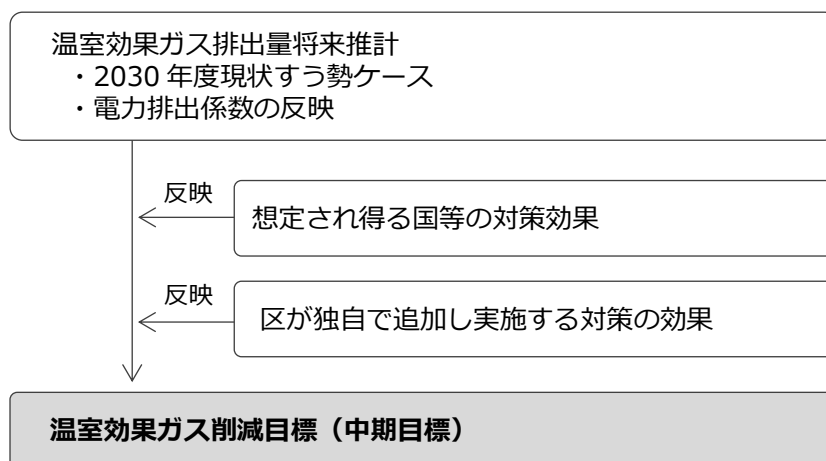 温室効果ガス排出量将来推計
・2030 年度現状すう勢ケース
・電力排出係数の反映
反映
想定され得る国等の対策効果
反映
区が独自で追加し実施する対策の効果
温室効果ガス削減目標（中期目標）